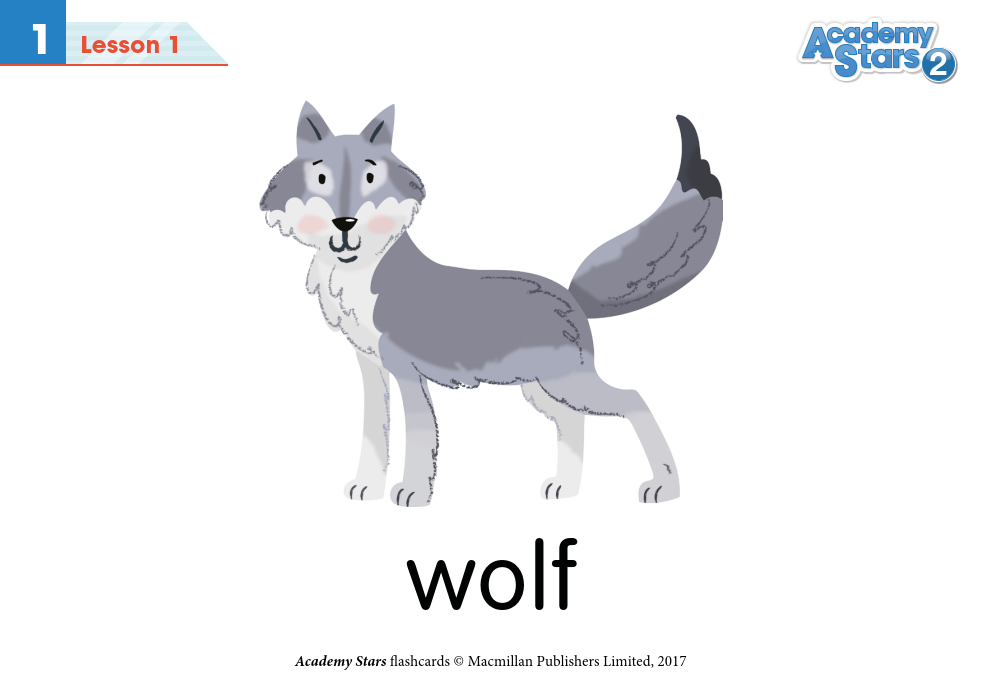 1 Lesson 1
Academy
Stars 2
wolf
Academy Stars flashcards © Macmillan Publishers Limited, 2017